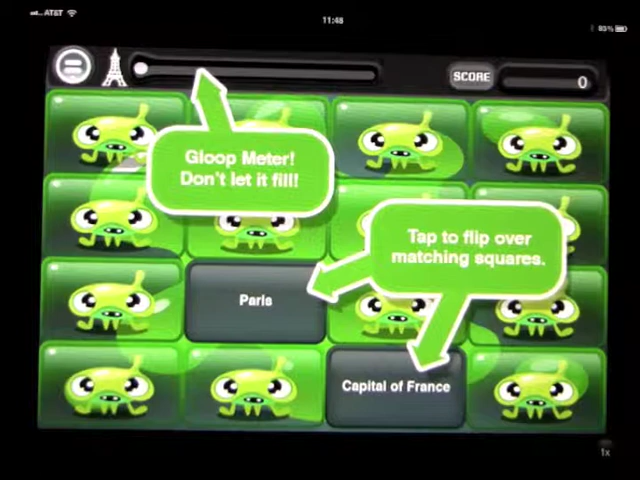 AT&T
11:48
85%
SCORE
0
Gloop Meter!
Don't let it fill!
Tap to flip over
matching squares.
Paris
Capital of France
1x